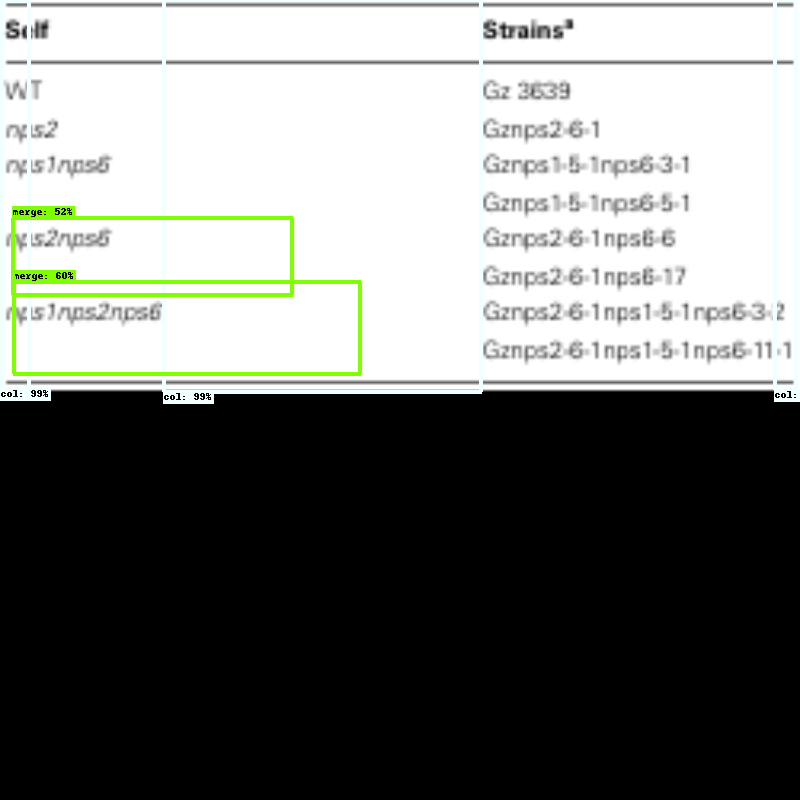 Self Strainsª
WT Gz 3639
nps2 Gznps2-6-1
nps1nps6 Gznps1-5-1nps6-3-1
Gznps1-5-1nps6-5-1
merge: 52%
nps2nps6 Gznps2-6-1nps6-6
merge: 60% Gznps2-6-1nps6-17
nps1nps2nps6 Gznps2-6-1nps1-5-1nps6-3-2
Gznps2-6-1nps1-5-1nps6-11-1
col: 99% col: 99% col: